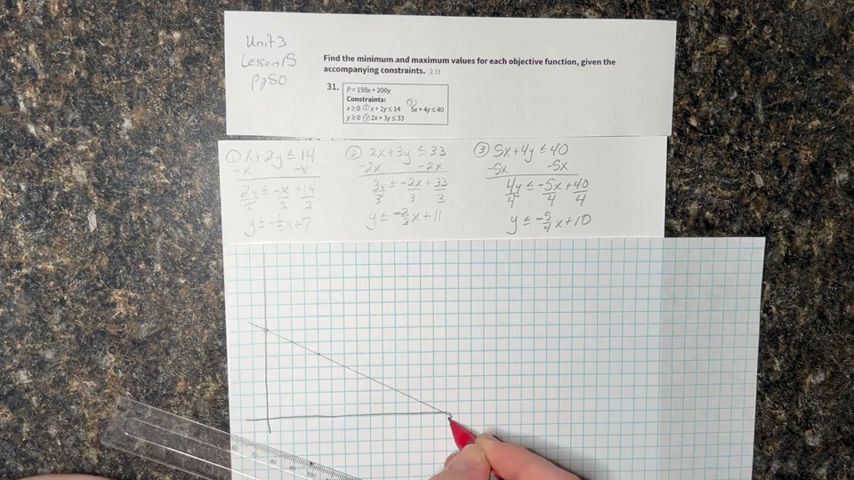 Unit 3
Lesson 15
Pg 50
Find the minimum and maximum values for each objective function, given the
accompanying constraints. 2.13
31.
P = 150x + 200y
Constraints:
x ≥ 0 ① x + 2y ≤ 14 ③ 5x + 4y ≤ 40
y ≥ 0 ② 2x + 3y ≤ 33
① x+2y ≤ 14
-x -x
2y ≤ -x +14
2 2 2
y ≤ -1/2x+7
② 2x+3y ≤ 33
-2x -2x
3y ≤ -2x + 33
3 3 3
y ≤ -2/3x + 11
③ 5x+4y ≤ 40
-5x -5x
4y ≤ -5x+40
4 4 4
y ≤ -5/4x+10